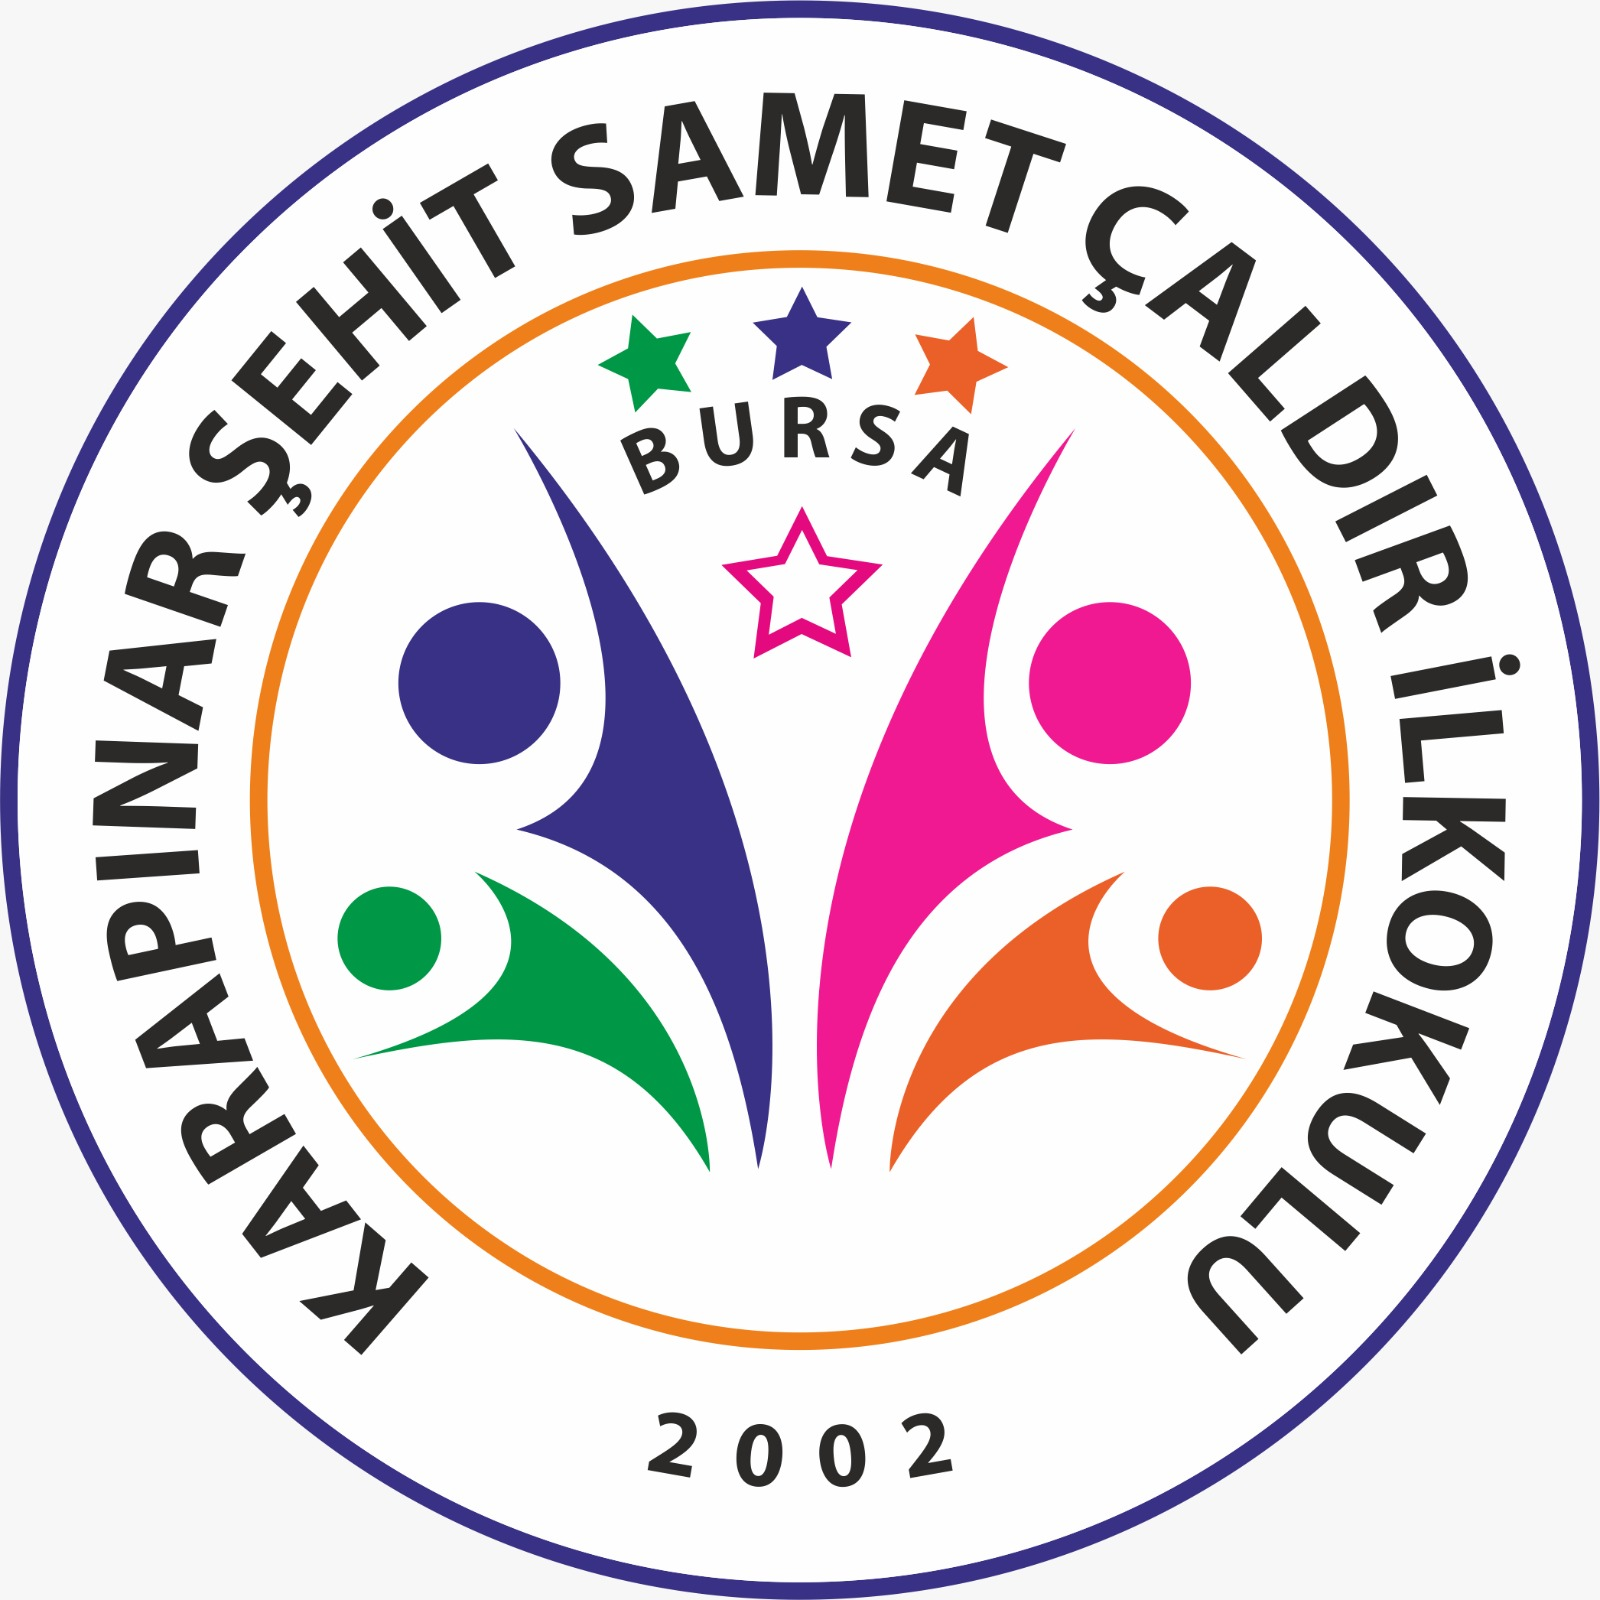 KARAPINAR ŞEHİT SAMET ÇALDIR İLKOKULU
BURSA
2002